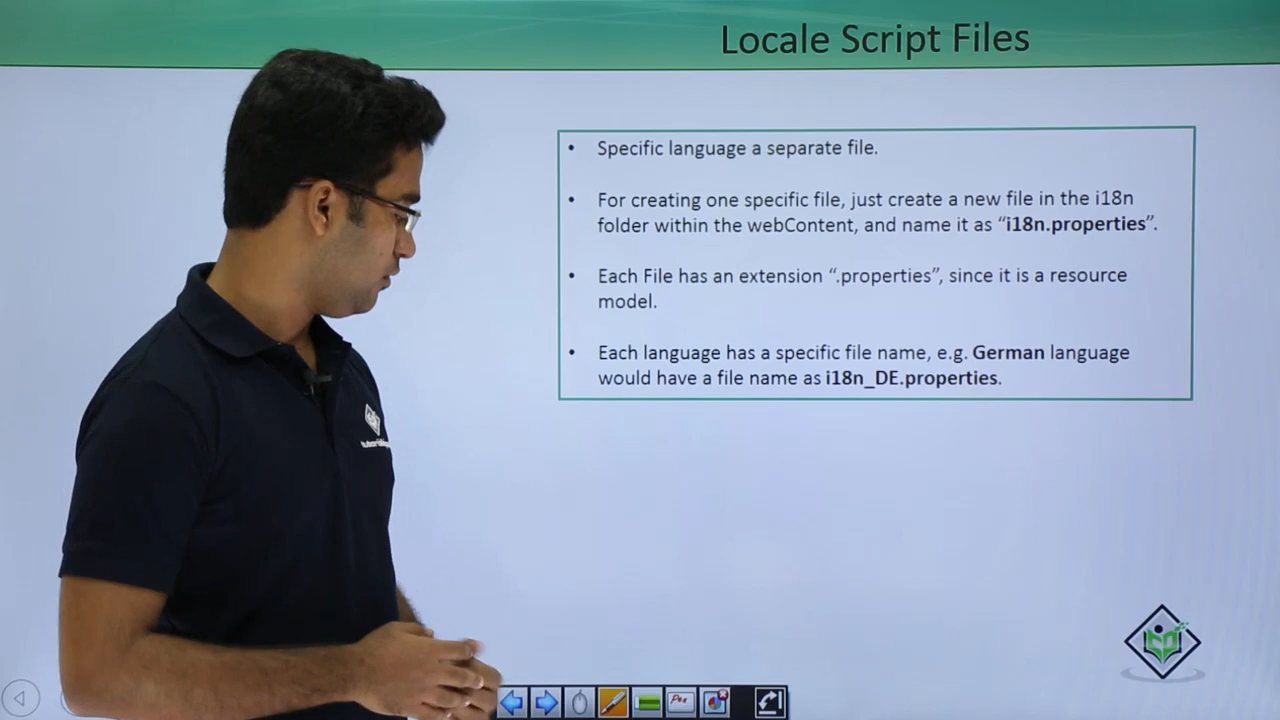 Locale Script Files
• Specific language a separate file.
• For creating one specific file, just create a new file in the i18n
folder within the webContent, and name it as “i18n.properties”.
• Each File has an extension “.properties”, since it is a resource
model.
• Each language has a specific file name, e.g. German language
would have a file name as i18n_DE.properties.